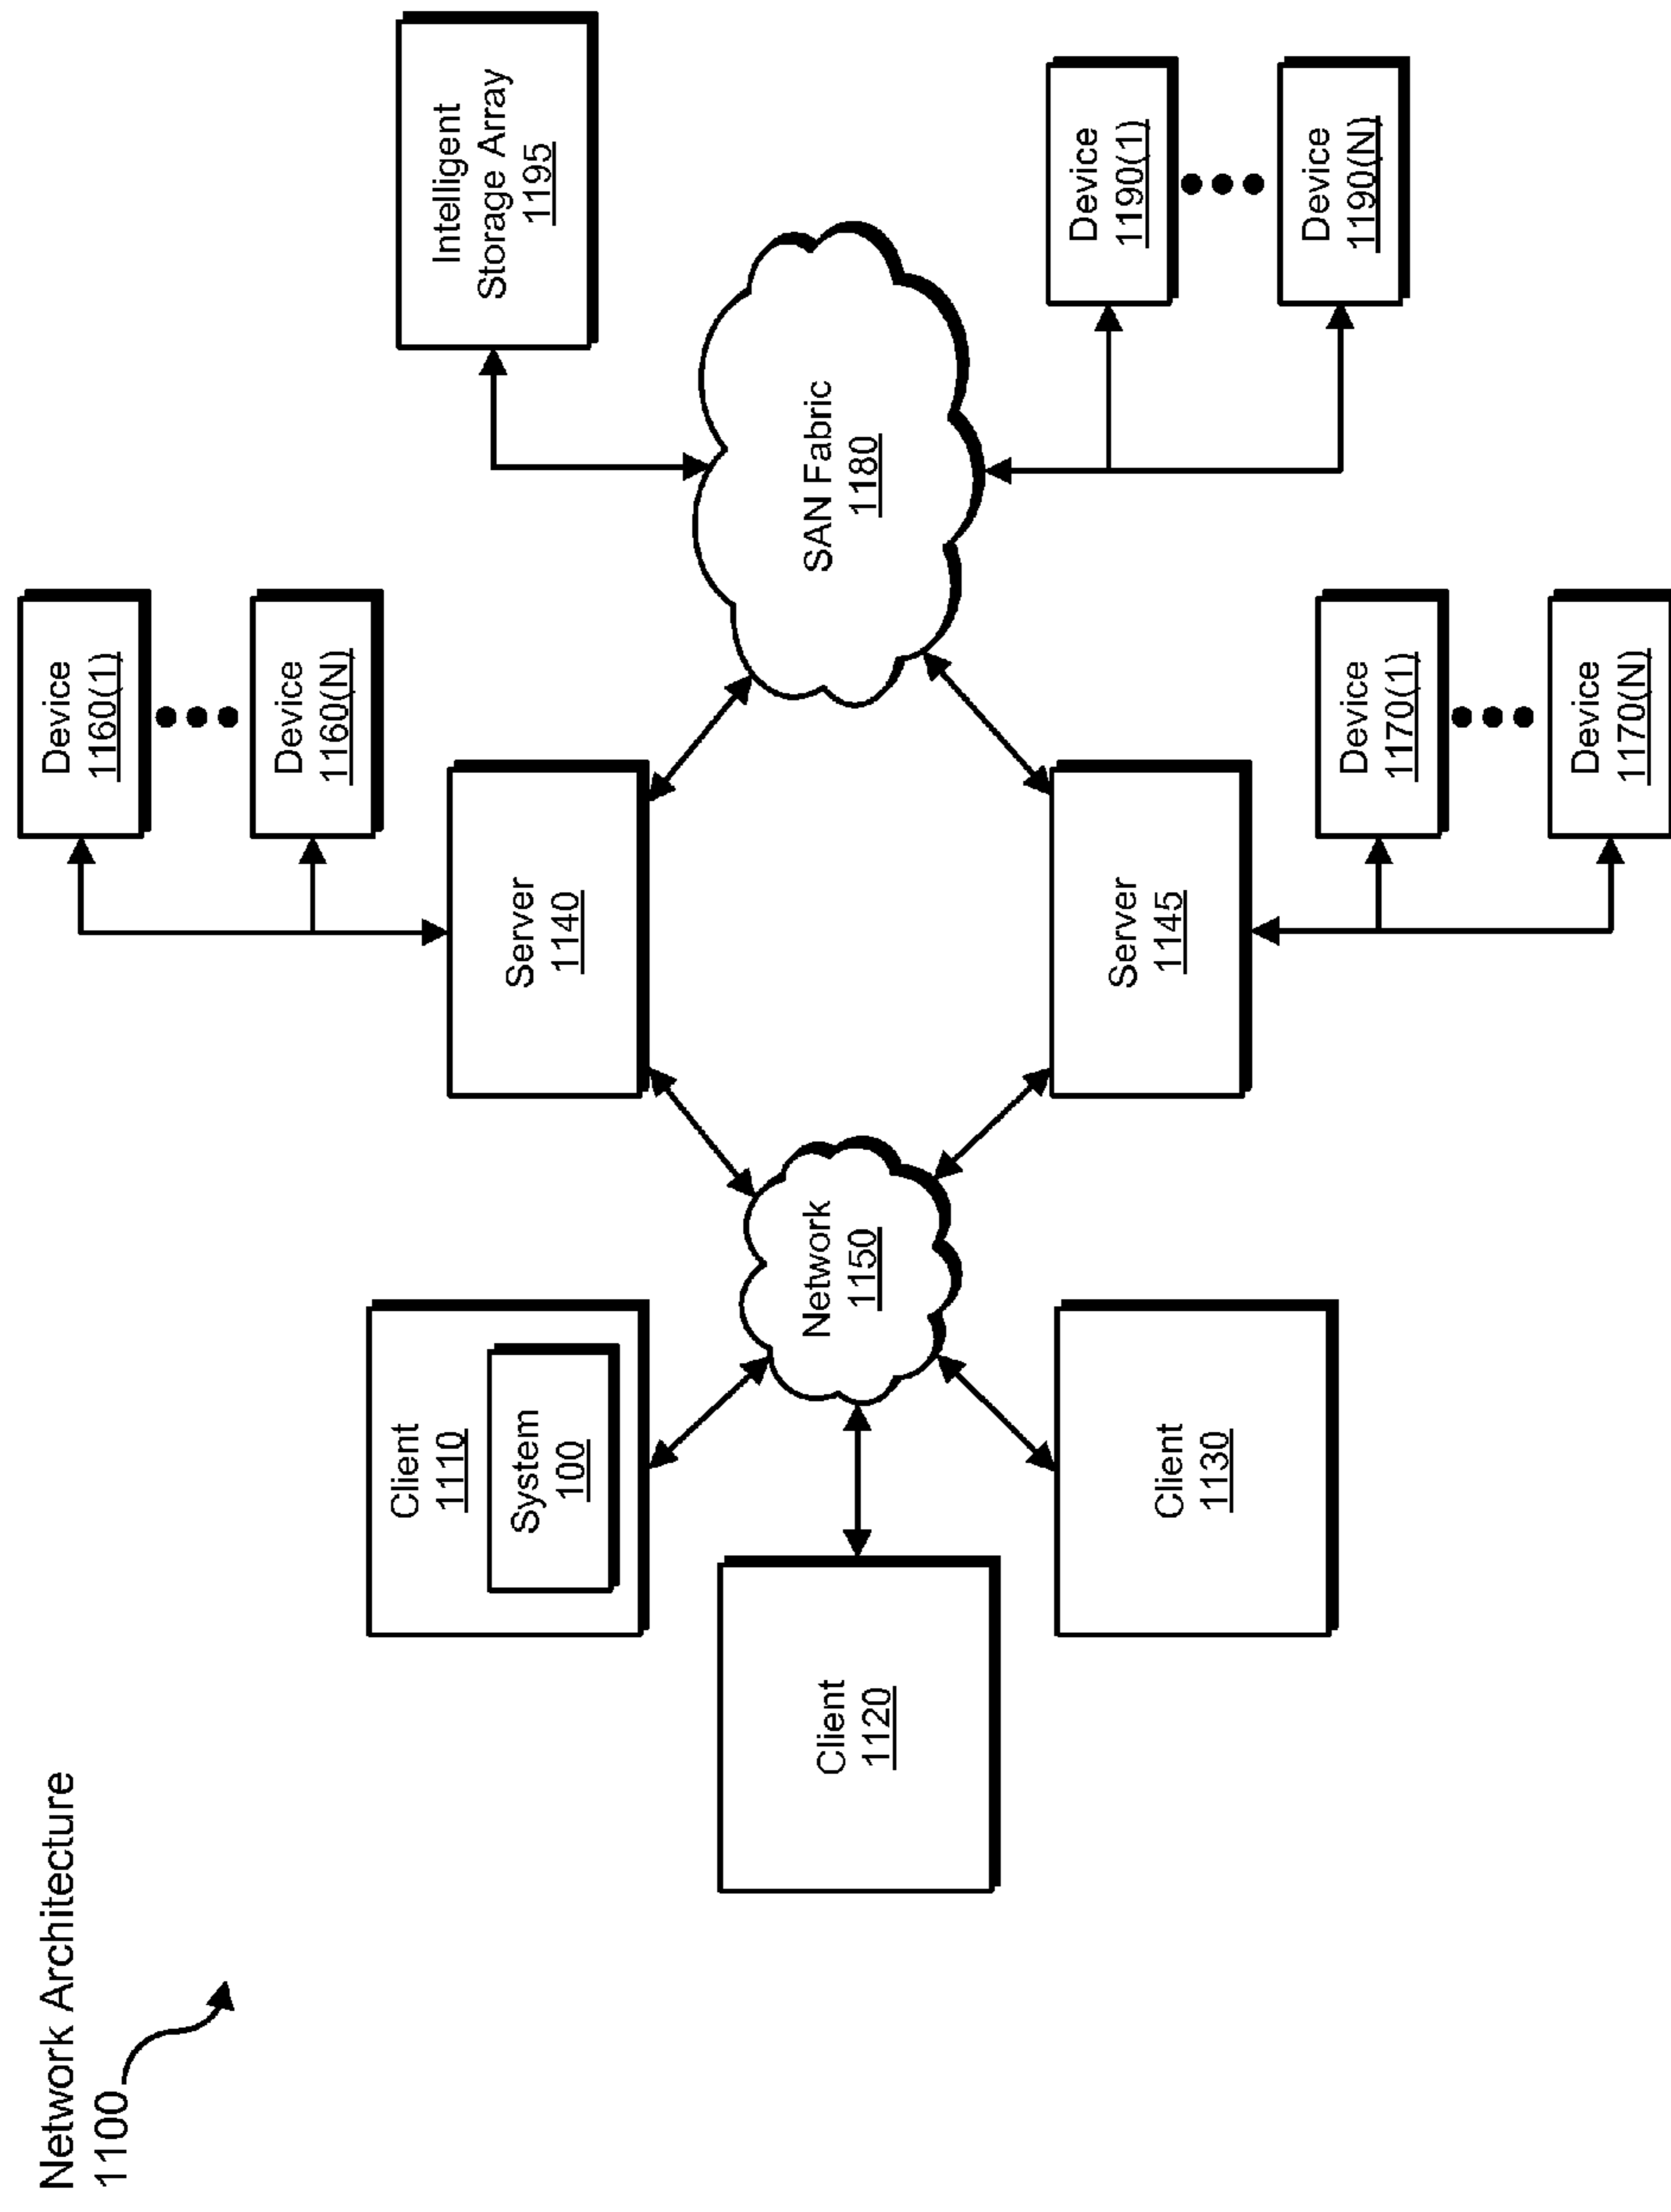 Network Architecture
1100
Client
1110
System
100
Client
1120
Client
1130
Network
1150
Server
1140
Server
1145
Device
1160(1)
Device
1160(N)
Device
1170(1)
Device
1170(N)
SAN Fabric
1180
Intelligent
Storage Array
1195
Device
1190(1)
Device
1190(N)